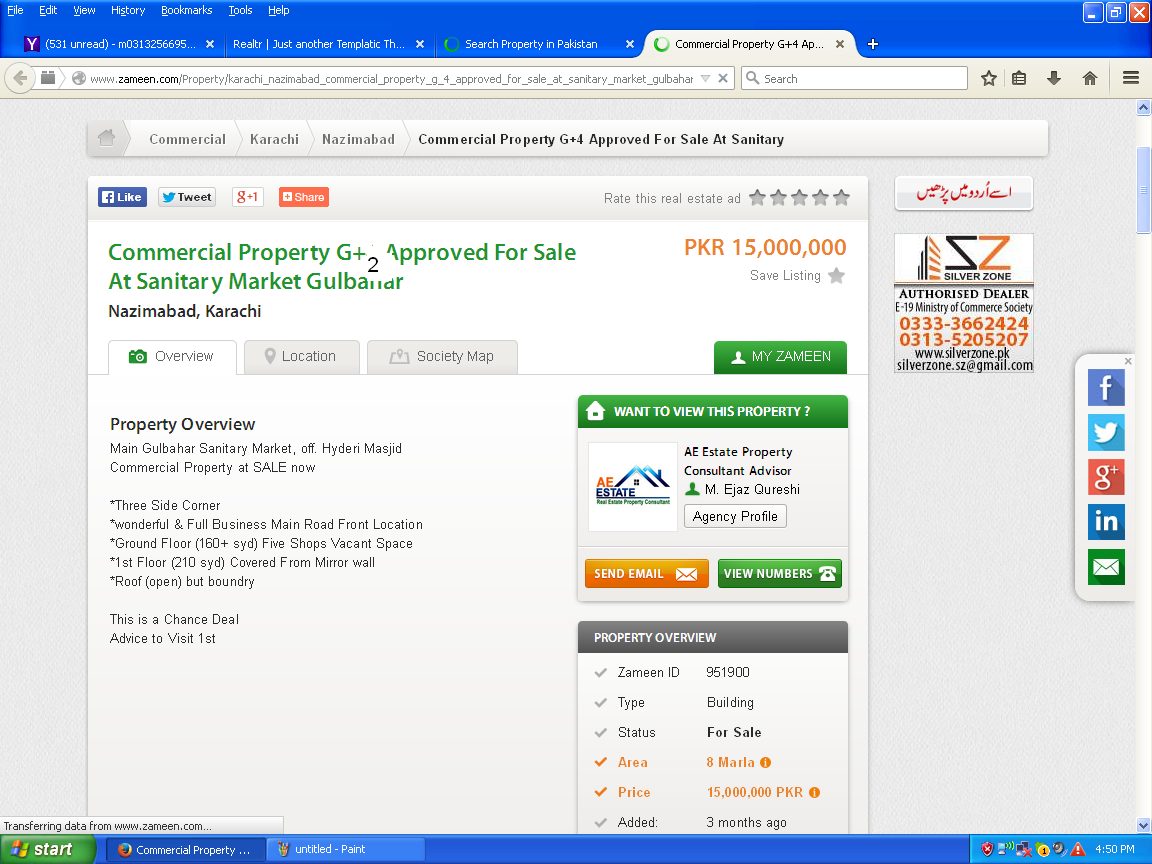 File Edit View History Bookmarks Tools Help
(531 unread) - m0313256695...
Realtr | Just another Templatic Th...
Search Property in Pakistan
Commercial Property G+4 Ap...
www.zameen.com/Property/karachi_nazimabad_commercial_property_g_4_approved_for_sale_at_sanitary_market_gulbahar
Search
Commercial Karachi Nazimabad Commercial Property G+4 Approved For Sale At Sanitary
Like Tweet g+1 Share
Rate this real estate ad
اسے اُردو میں پڑھیں
Commercial Property G+2 Approved For Sale
At Sanitary Market Gulbahar
PKR 15,000,000
Save Listing
Nazimabad, Karachi
SZ
SILVER ZONE
AUTHORISED DEALER
E-19 Ministry of Commerce Society
0333-3662424
0313-5205207
www.silverzone.pk
silverzone.sz@gmail.com
Overview Location Society Map MY ZAMEEN
Property Overview
Main Gulbahar Sanitary Market, off. Hyderi Masjid
Commercial Property at SALE now
*Three Side Corner
*wonderful & Full Business Main Road Front Location
*Ground Floor (160+ syd) Five Shops Vacant Space
*1st Floor (210 syd) Covered From Mirror wall
*Roof (open) but boundry
This is a Chance Deal
Advice to Visit 1st
WANT TO VIEW THIS PROPERTY ?
AE
ESTATE
Real Estate Property Consultant
AE Estate Property
Consultant Advisor
M. Ejaz Qureshi
Agency Profile
SEND EMAIL VIEW NUMBERS
PROPERTY OVERVIEW
Zameen ID 951900
Type Building
Status For Sale
Area 8 Marla
Price 15,000,000 PKR
Added: 3 months ago
Transferring data from www.zameen.com...
start Commercial Property ... untitled - Paint 4:50 PM